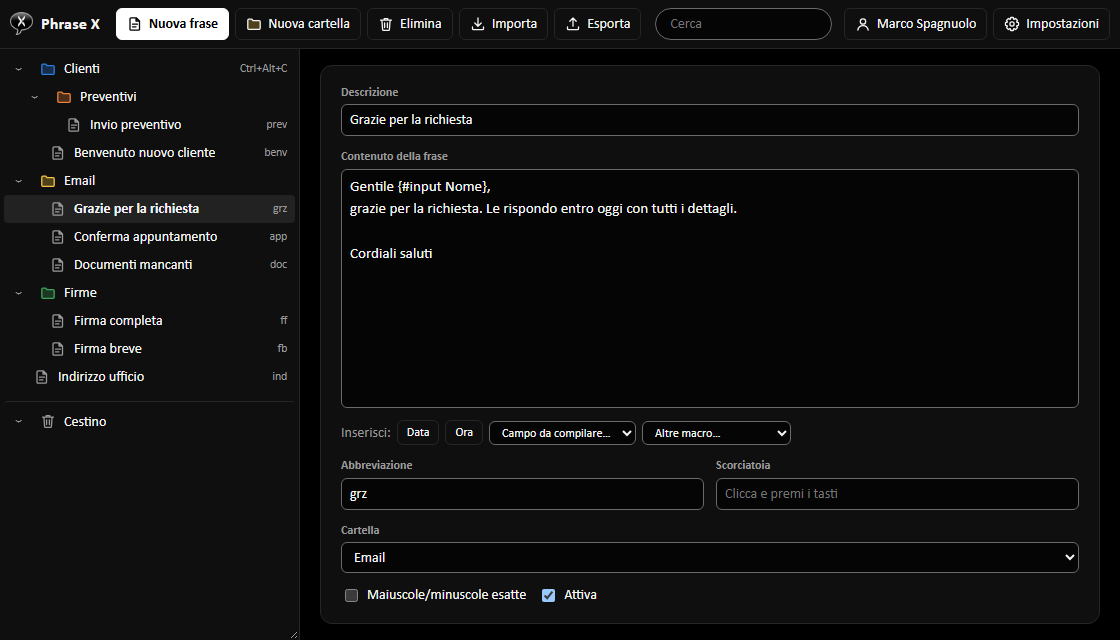 Phrase X
Nuova frase
Nuova cartella
Elimina
Importa
Esporta
Cerca
Marco Spagnuolo
Impostazioni
Clienti Ctrl+Alt+C
Preventivi
Invio preventivo prev
Benvenuto nuovo cliente benv
Email
Grazie per la richiesta grz
Conferma appuntamento app
Documenti mancanti doc
Firme
Firma completa ff
Firma breve fb
Indirizzo ufficio ind
Cestino
Descrizione
Grazie per la richiesta
Contenuto della frase
Gentile {#input Nome},
grazie per la richiesta. Le rispondo entro oggi con tutti i dettagli.
Cordiali saluti
Inserisci: Data Ora Campo da compilare... Altre macro...
Abbreviazione
grz
Scorciatoia
Clicca e premi i tasti
Cartella
Email
Maiuscole/minuscole esatte
Attiva